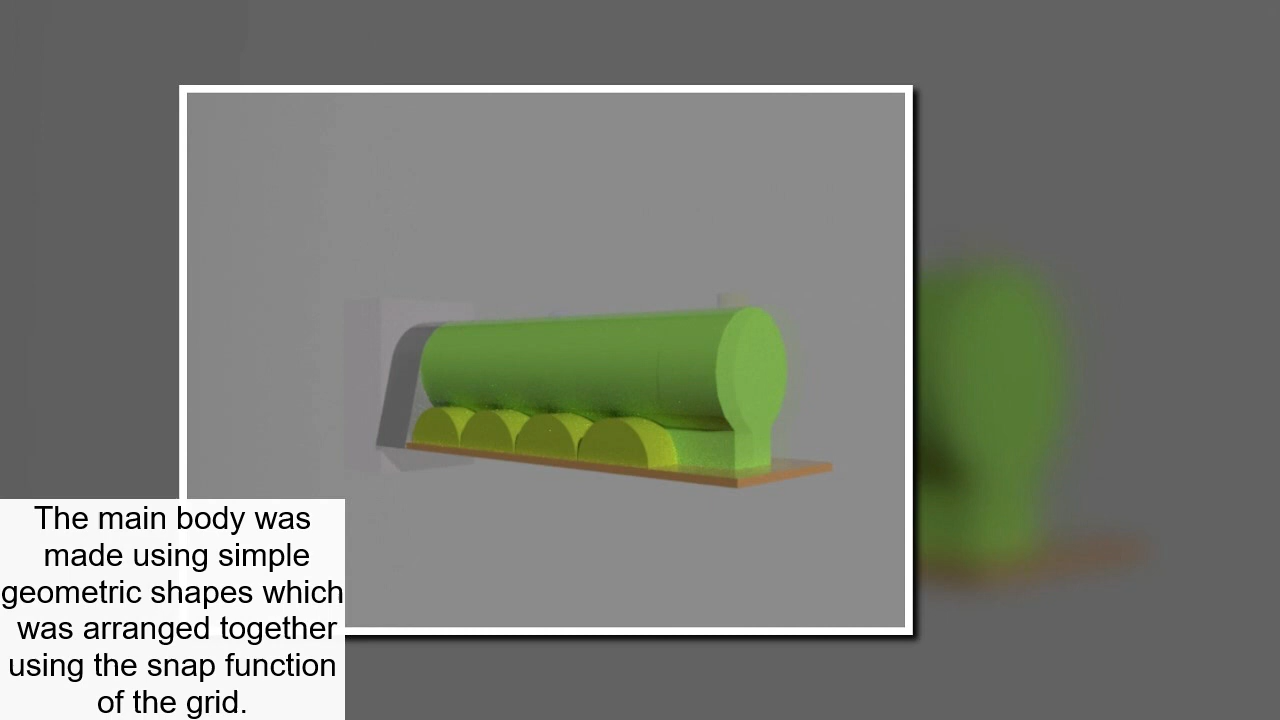 The main body was
made using simple
geometric shapes which
was arranged together
using the snap function
of the grid.